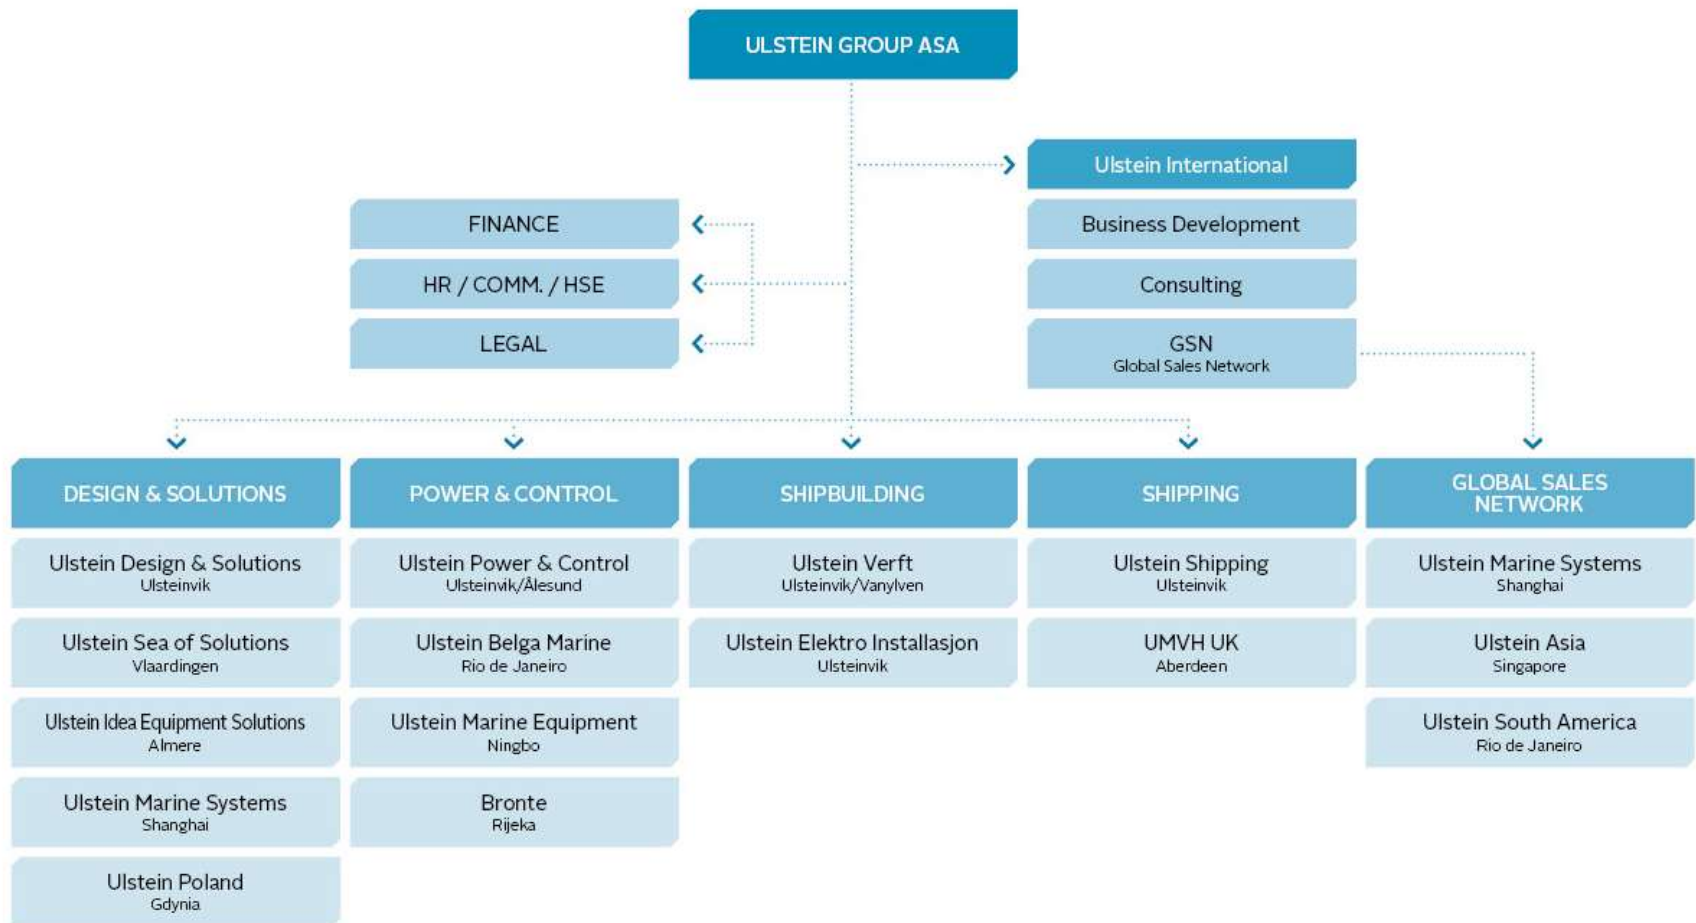 ULSTEIN GROUP ASA
Ulstein International
Business Development
Consulting
GSN
Global Sales Network
FINANCE
HR / COMM. / HSE
LEGAL
DESIGN & SOLUTIONS
Ulstein Design & Solutions
Ulsteinvik
Ulstein Sea of Solutions
Vlaardingen
Ulstein Idea Equipment Solutions
Almere
Ulstein Marine Systems
Shanghai
Ulstein Poland
Gdynia
POWER & CONTROL
Ulstein Power & Control
Ulsteinvik/Ålesund
Ulstein Belga Marine
Rio de Janeiro
Ulstein Marine Equipment
Ningbo
Bronte
Rijeka
SHIPBUILDING
Ulstein Verft
Ulsteinvik/Vanylven
Ulstein Elektro Installasjon
Ulsteinvik
SHIPPING
Ulstein Shipping
Ulsteinvik
UMVH UK
Aberdeen
GLOBAL SALES
NETWORK
Ulstein Marine Systems
Shanghai
Ulstein Asia
Singapore
Ulstein South America
Rio de Janeiro